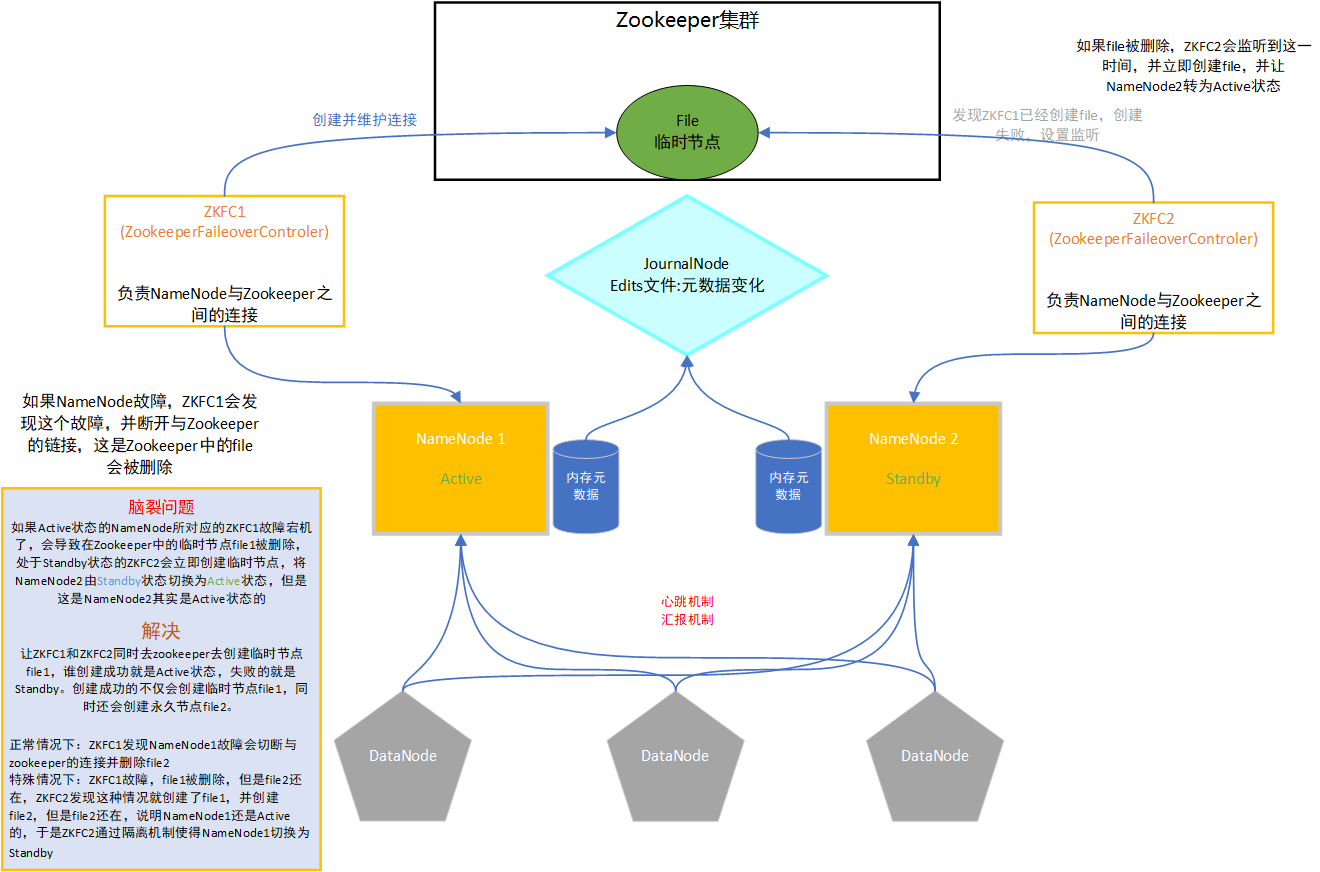 Zookeeper集群
如果file被删除，ZKFC2会监听到这一
时间，并立即创建file，并让
NameNode2转为Active状态
File
临时节点
创建并维护连接
发现ZKFC1已经创建file，创建
失败，设置监听
ZKFC1
(ZookeeperFaileoverControler)
负责NameNode与Zookeeper之
间的连接
ZKFC2
(ZookeeperFaileoverControler)
负责NameNode与Zookeeper之
间的连接
JournalNode
Edits文件:元数据变化
如果NameNode故障，ZKFC1会发
现这个故障，并断开与Zookeeper
的链接，这是Zookeeper中的file
会被删除
NameNode 1
Active
内存元
数据
内存元
数据
NameNode 2
Standby
脑裂问题
如果Active状态的NameNode所对应的ZKFC1故障宕机
了，会导致在Zookeeper中的临时节点file1被删除，
处于Standby状态的ZKFC2会立即创建临时节点，将
NameNode2由Standby状态切换为Active状态，但是
这是NameNode2其实是Active状态的
解决
让ZKFC1和ZKFC2同时去zookeeper去创建临时节点
file1，谁创建成功就是Active状态，失败的就是
Standby。创建成功的不仅会创建临时节点file1，同
时还会创建永久节点file2。
正常情况下：ZKFC1发现NameNode1故障会切断与
zookeeper的连接并删除file2
特殊情况下：ZKFC1故障，file1被删除，但是file2还
在，ZKFC2发现这种情况就创建了file1，并创建
file2，但是file2还在，说明NameNode1还是Active
的，于是ZKFC2通过隔离机制使得NameNode1切换为
Standby
心跳机制
汇报机制
DataNode
DataNode
DataNode